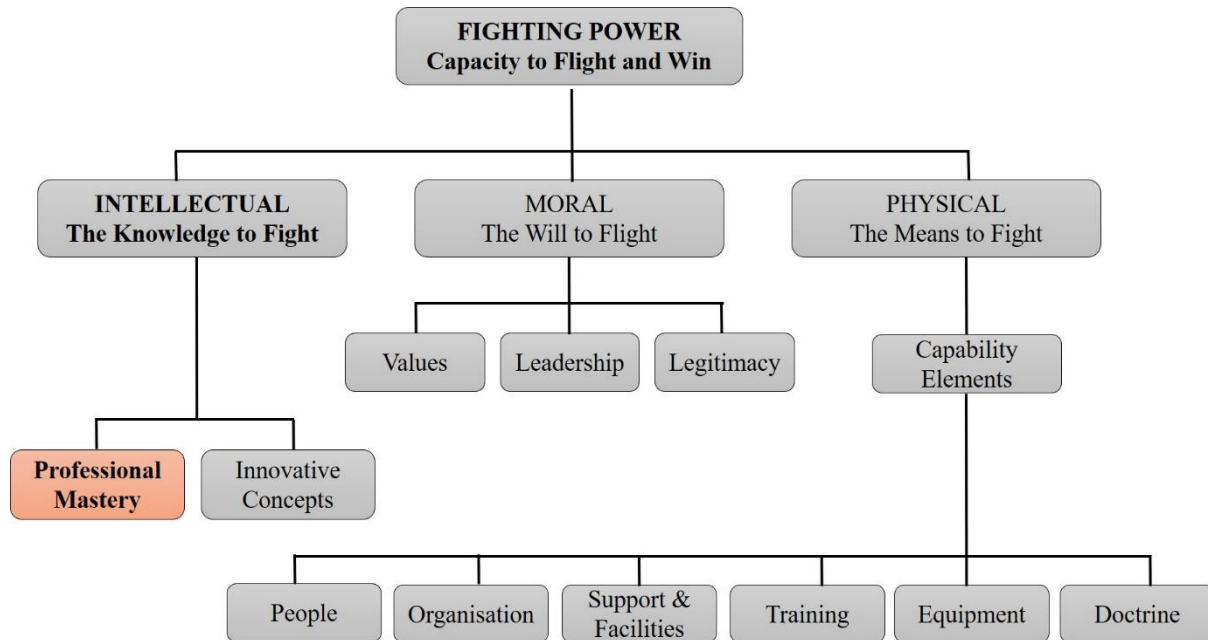 FIGHTING POWER
Capacity to Flight and Win
INTELLECTUAL
The Knowledge to Fight
MORAL
The Will to Flight
PHYSICAL
The Means to Fight
Values
Leadership
Legitimacy
Capability
Elements
Professional
Mastery
Innovative
Concepts
People
Organisation
Support &
Facilities
Training
Equipment
Doctrine